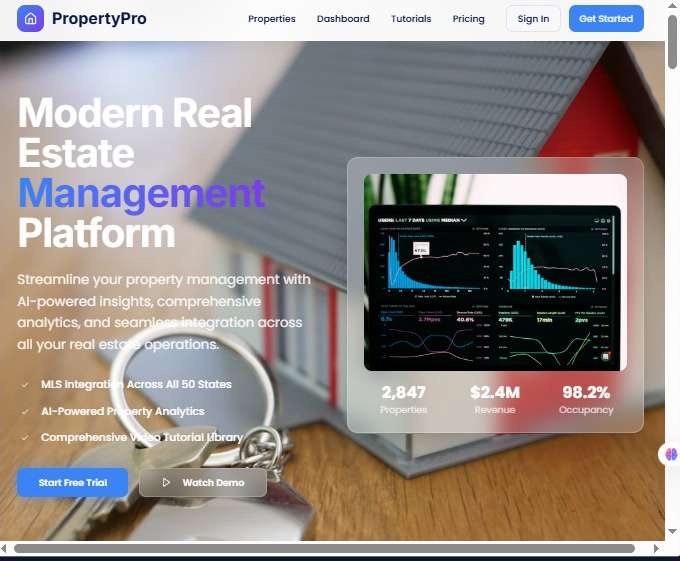 PropertyPro
Properties Dashboard Tutorials Pricing Sign In Get Started
Modern Real
Estate
Management
Platform
Streamline your property management with
AI-powered insights, comprehensive
analytics, and seamless integration across
all your real estate operations.
MLS Integration Across All 50 States
AI-Powered Property Analytics
Comprehensive Video Tutorial Library
Start Free Trial Watch Demo
USERS: LAST 7 DAYS USING MEDIAN
2,847 $2.4M 98.2%
Properties Revenue Occupancy